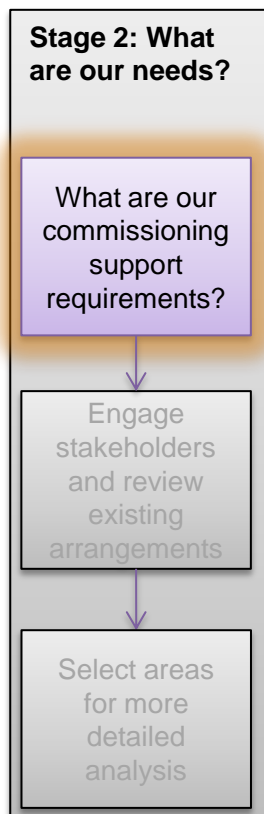 Stage 2: What
are our needs?
What are our
commissioning
support
requirements?
Engage
stakeholders
and review
existing
arrangements
Select areas
for more
detailed
analysis